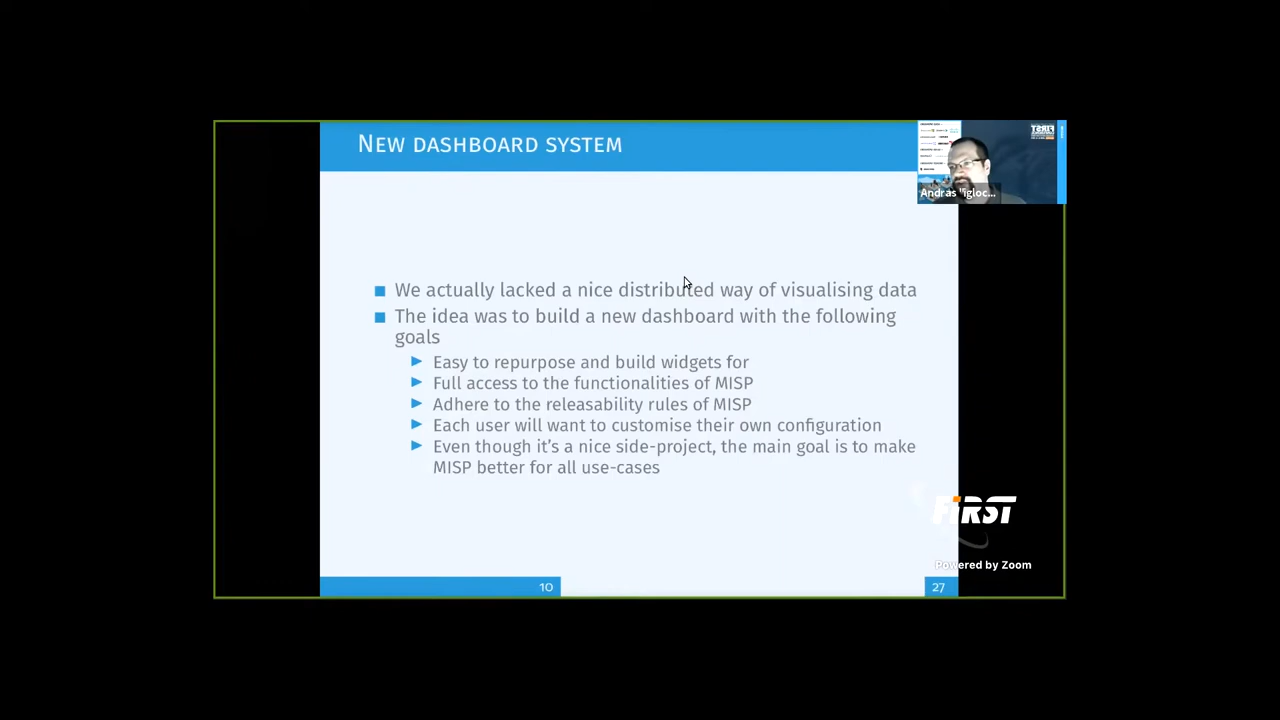 New dashboard system
Andras "igloc...
We actually lacked a nice distributed way of visualising data
The idea was to build a new dashboard with the following
goals
Easy to repurpose and build widgets for
Full access to the functionalities of MISP
Adhere to the releasability rules of MISP
Each user will want to customise their own configuration
Even though it's a nice side-project, the main goal is to make
MISP better for all use-cases
FiRST
Powered by Zoom
10
27